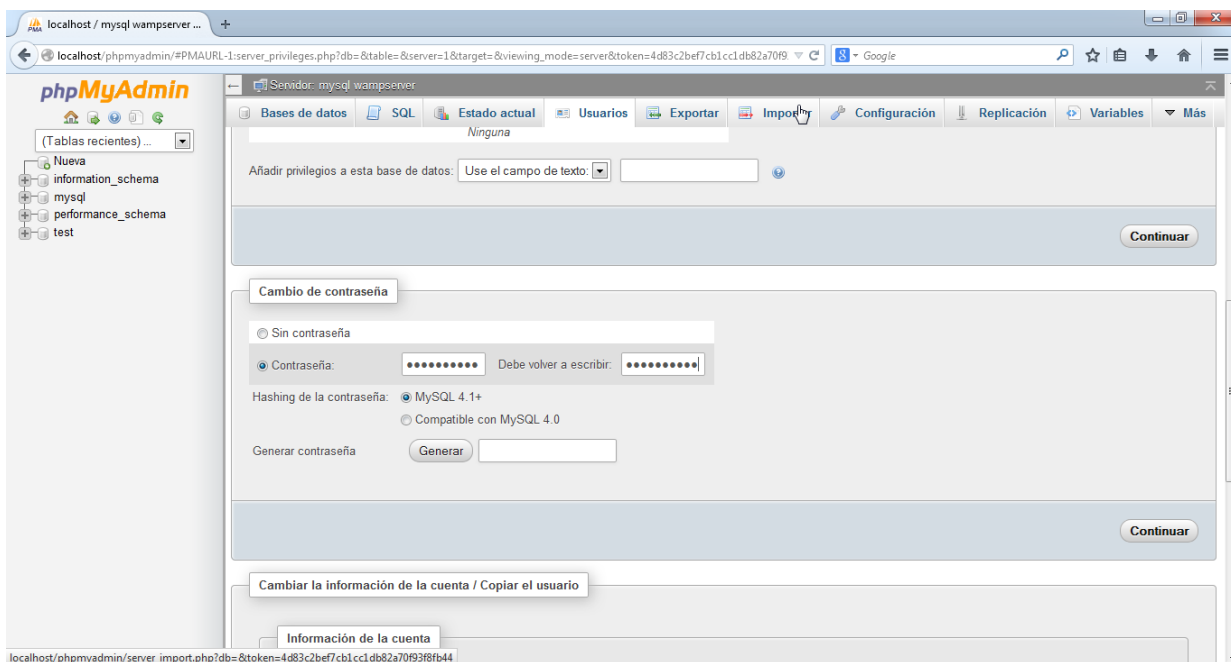 localhost / mysql wampserver ...
localhost/phpmyadmin/#PMAURL-1:server_privileges.php?db=&table=&server=1&target=&viewing_mode=server&token=4d83c2bef7cb1cc1db82a70f9
Google
phpMyAdmin
Servidor: mysql wampserver
Bases de datos SQL Estado actual Usuarios Exportar Importar Configuración Replicación Variables Más
(Tablas recientes) ...
Nueva
information_schema
mysql
performance_schema
test
Ninguna
Añadir privilegios a esta base de datos: Use el campo de texto:
Continuar
Cambio de contraseña
Sin contraseña
Contraseña: •••••••••• Debe volver a escribir: ••••••••••
Hashing de la contraseña: MySQL 4.1+
Compatible con MySQL 4.0
Generar contraseña Generar
Continuar
Cambiar la información de la cuenta / Copiar el usuario
Información de la cuenta
localhost/phpmyadmin/server_import.php?db=&token=4d83c2bef7cb1cc1db82a70f93f8fb44